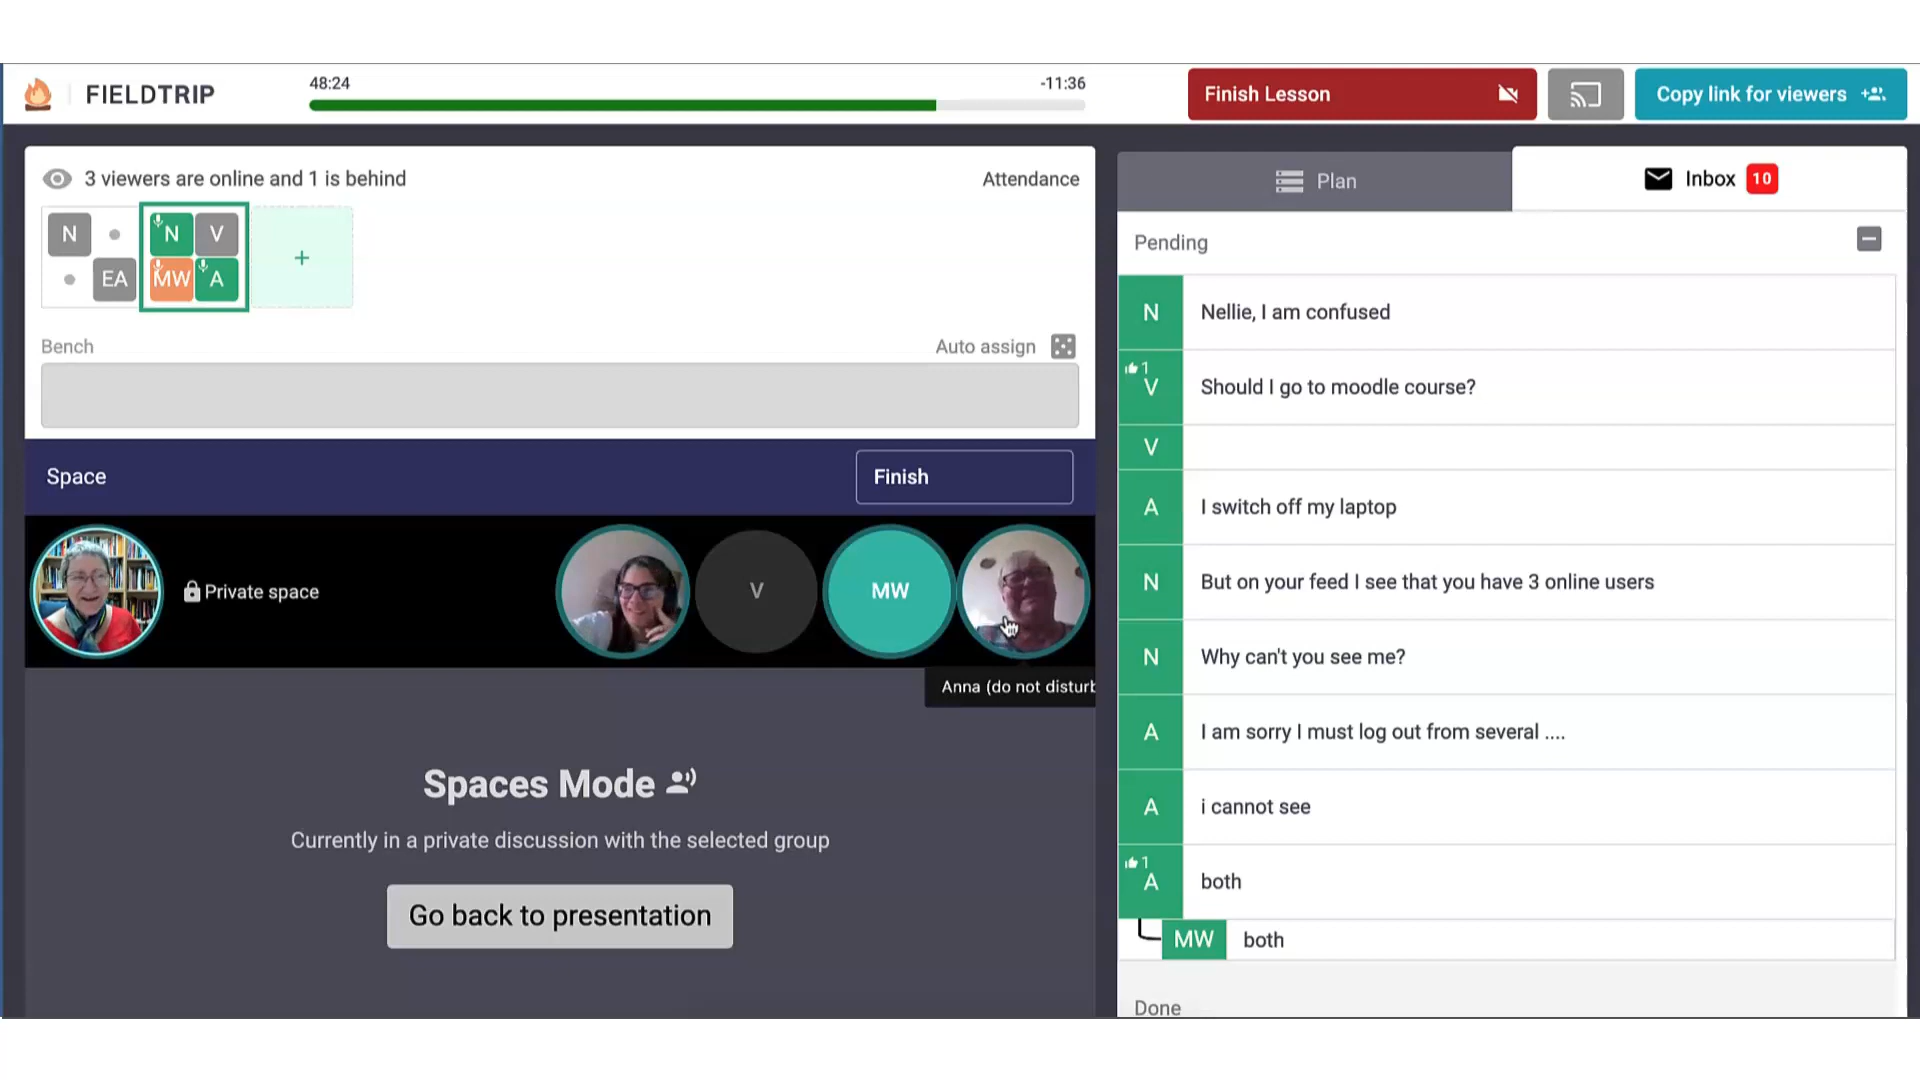 FIELDTRIP
48:24
-11:36
Finish Lesson
Copy link for viewers
3 viewers are online and 1 is behind
Attendance
N
EA
N
V
MW
A
+
Bench
Auto assign
Space
Finish
Private space
V
MW
Anna (do not disturb
Spaces Mode
Currently in a private discussion with the selected group
Go back to presentation
Plan
Inbox 10
Pending
N Nellie, I am confused
1
V Should I go to moodle course?
V
A I switch off my laptop
N But on your feed I see that you have 3 online users
N Why can't you see me?
A I am sorry I must log out from several ....
A i cannot see
1
A both
MW both
Done